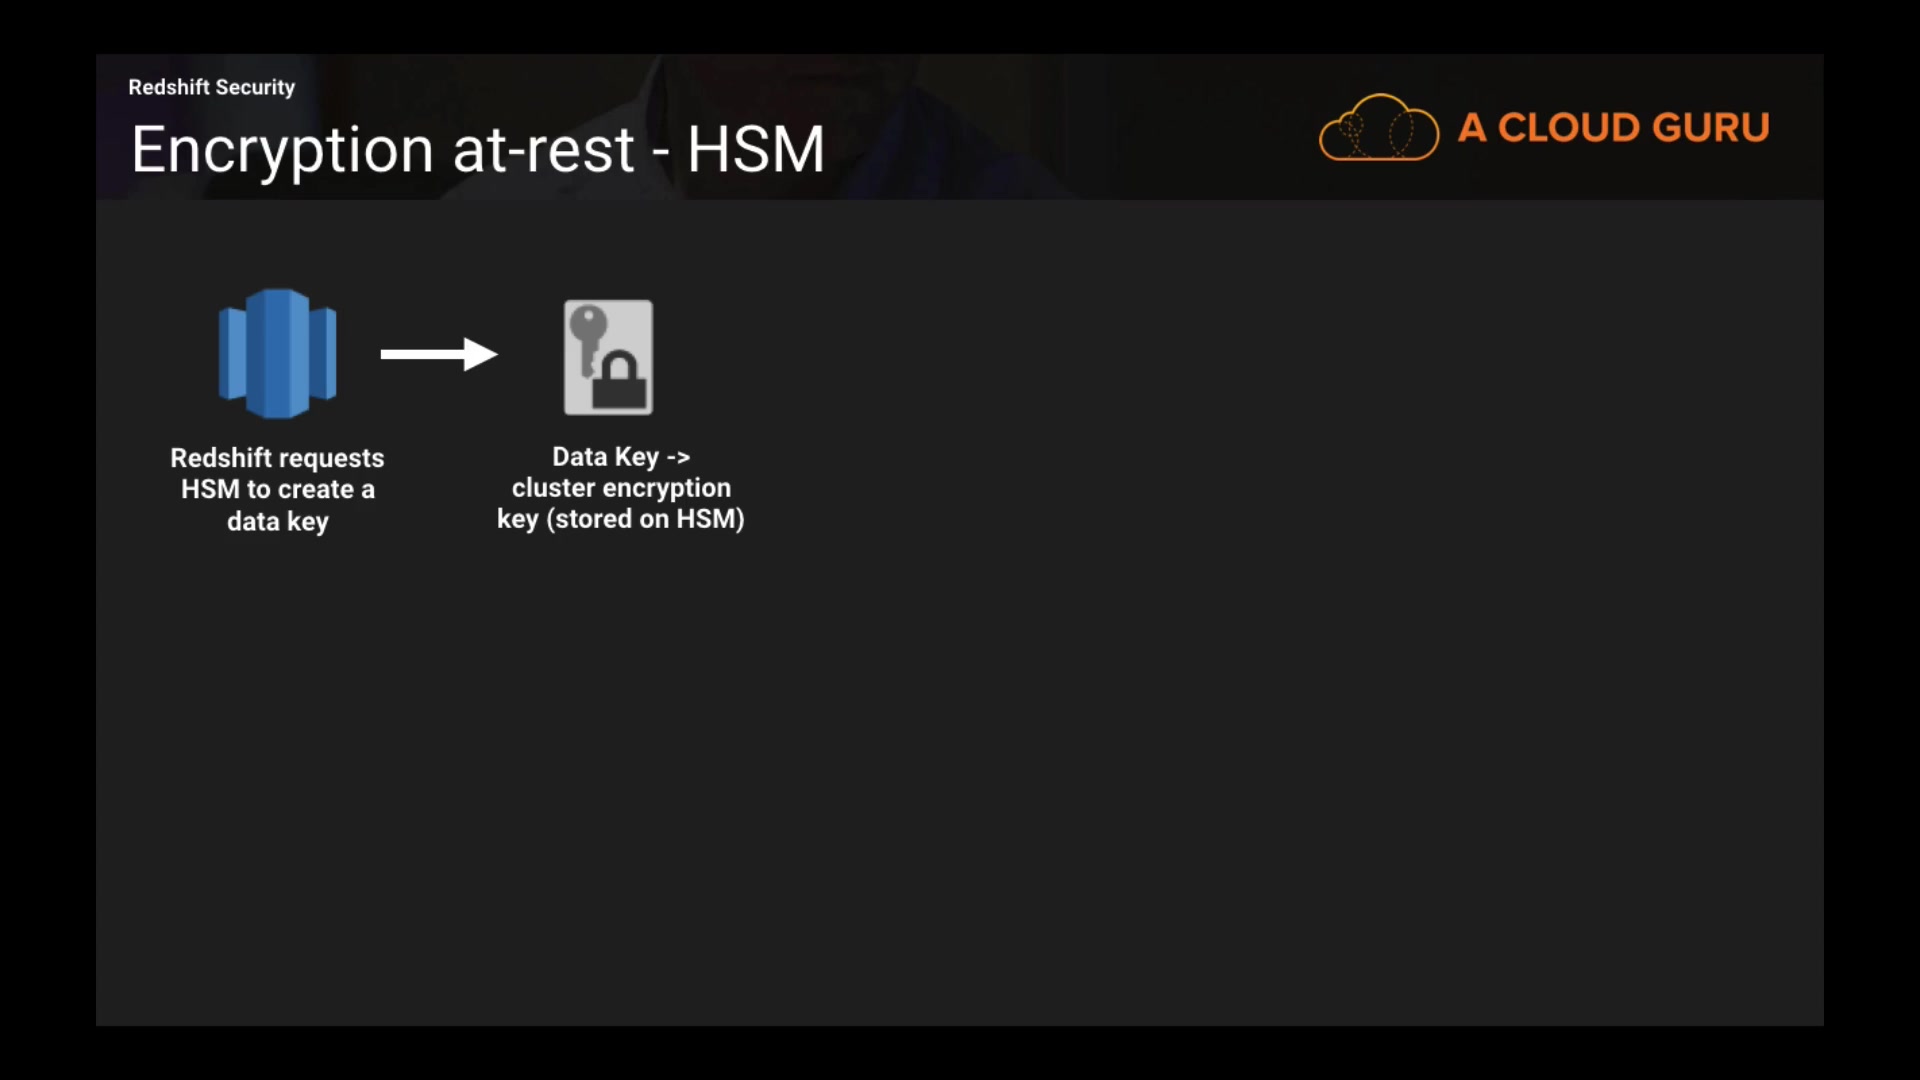 Redshift Security
Encryption at-rest - HSM
A CLOUD GURU
Redshift requests
HSM to create a
data key
Data Key ->
cluster encryption
key (stored on HSM)